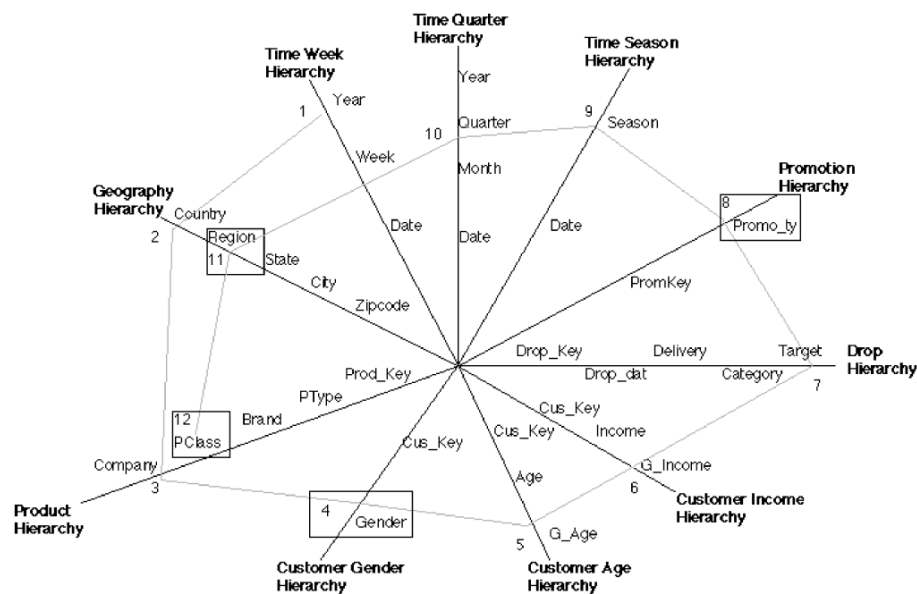 Time Quarter
Hierarchy
Time Week
Hierarchy
Time Season
Hierarchy
Year
1
Year
9
Season
10
Quarter
Week
Month
Promotion
Hierarchy
Geography
Hierarchy
Country
2
8
Promo_ty
Region
11
State
Date
Date
Date
City
PromKey
Zipcode
Drop_Key
Delivery
Target
Drop
Hierarchy
Prod_Key
Drop_dat
Category
7
PType
Cus_Key
Brand
12
PClass
Cus_Key
Cus_Key
Income
Company
3
Age
G_Income
6
Product
Hierarchy
4
Gender
5
G_Age
Customer Income
Hierarchy
Customer Gender
Hierarchy
Customer Age
Hierarchy